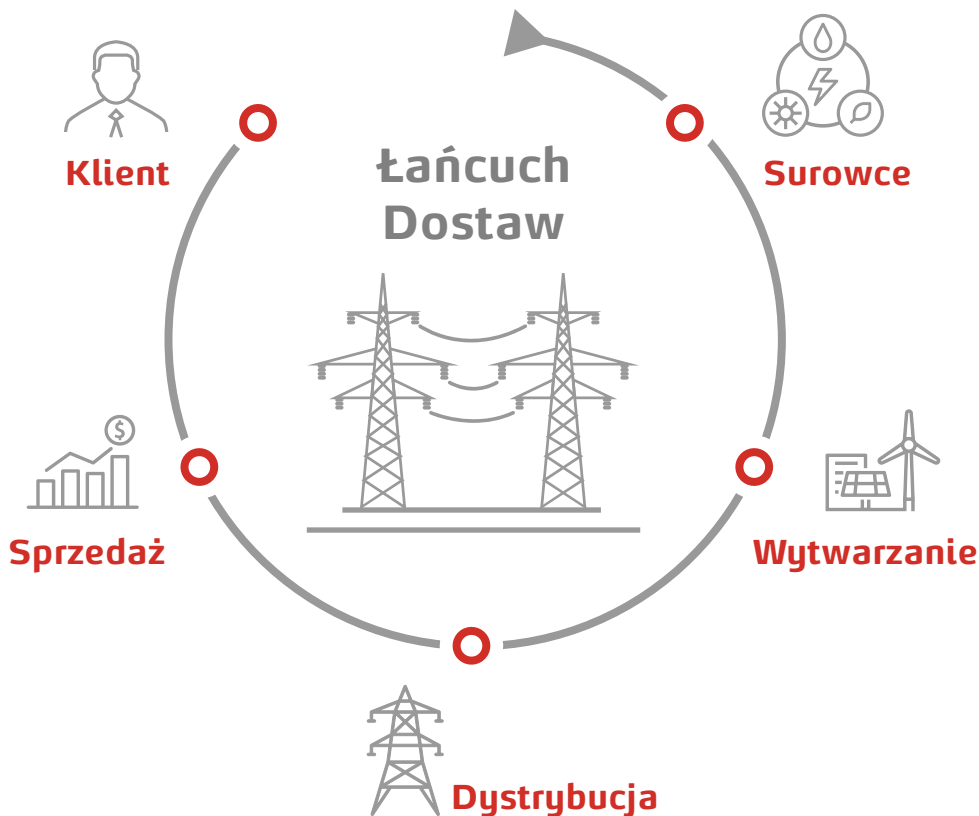 Łańcuch
Dostaw
Klient
Surowce
$
Sprzedaż
Wytwarzanie
Dystrybucja